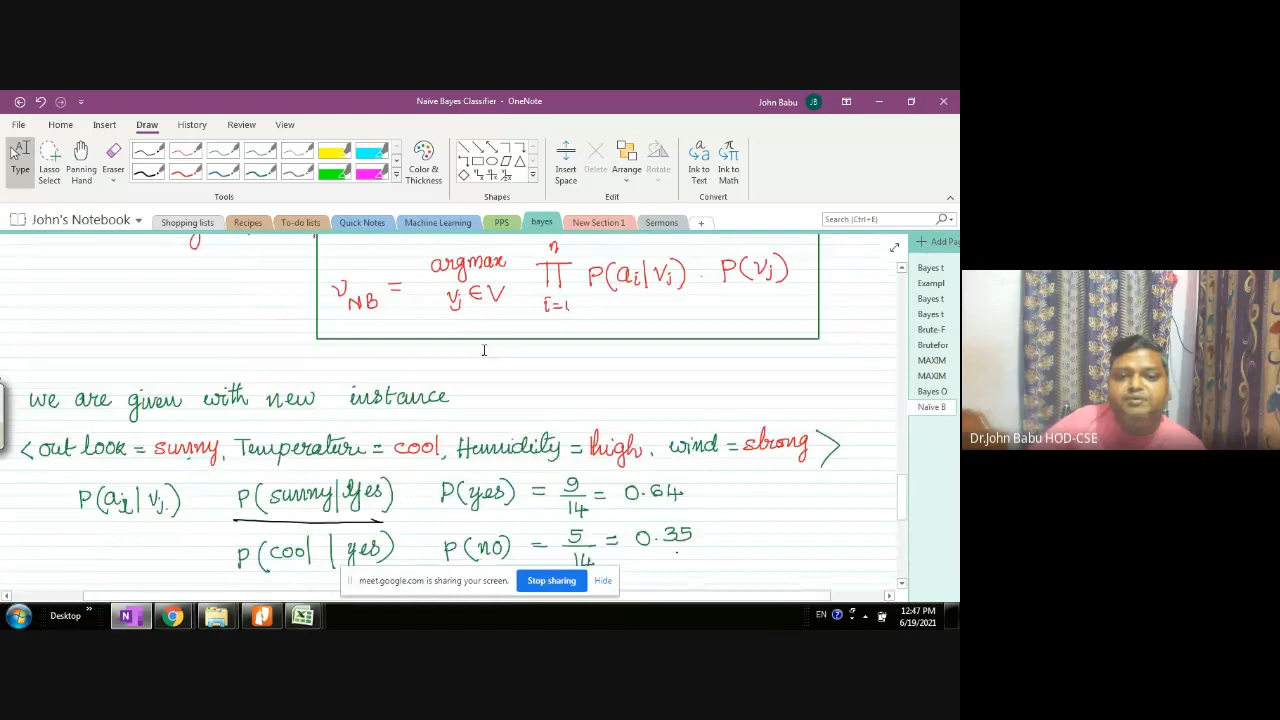 Naïve Bayes Classifier - OneNote
John Babu JB
File Home Insert Draw History Review View
Type Lasso Select Panning Hand Eraser Color & Thickness Insert Space Delete Arrange Rotate Ink to Text Ink to Math
Tools Shapes Edit Convert
John's Notebook Shopping lists Recipes To-do lists Quick Notes Machine Learning PPS bayes New Section 1 Sermons + Search (Ctrl+E)
Add Pag
Bayes t
Exampl
Bayes t
Bayes t
Brute-F
Brutefor
MAXIM
MAXIM
Bayes O
Naïve B
ν NB = argmax vj ∈ V n ∏ i=1 P(ai|vj) . P(vj)
we are given with new instance
<out look = sunny, Temperature = cool, Humidity = high, wind = strong>
P(ai|vj) P(sunny|yes) P(yes) = 9/14 = 0.64
P(cool | yes) P(no) = 5/14 = 0.35
meet.google.com is sharing your screen. Stop sharing Hide
Desktop » EN 12:47 PM
6/19/2021
Dr.John Babu HOD-CSE